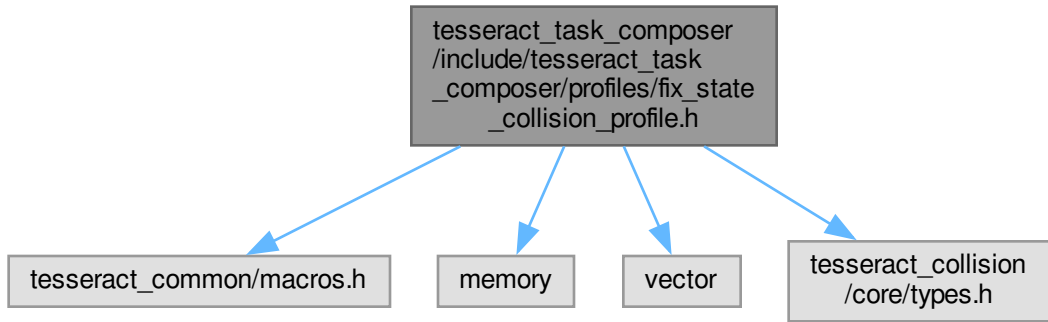 tesseract_task_composer
/include/tesseract_task
_composer/profiles/fix_state
_collision_profile.h
tesseract_common/macros.h
memory
vector
tesseract_collision
/core/types.h